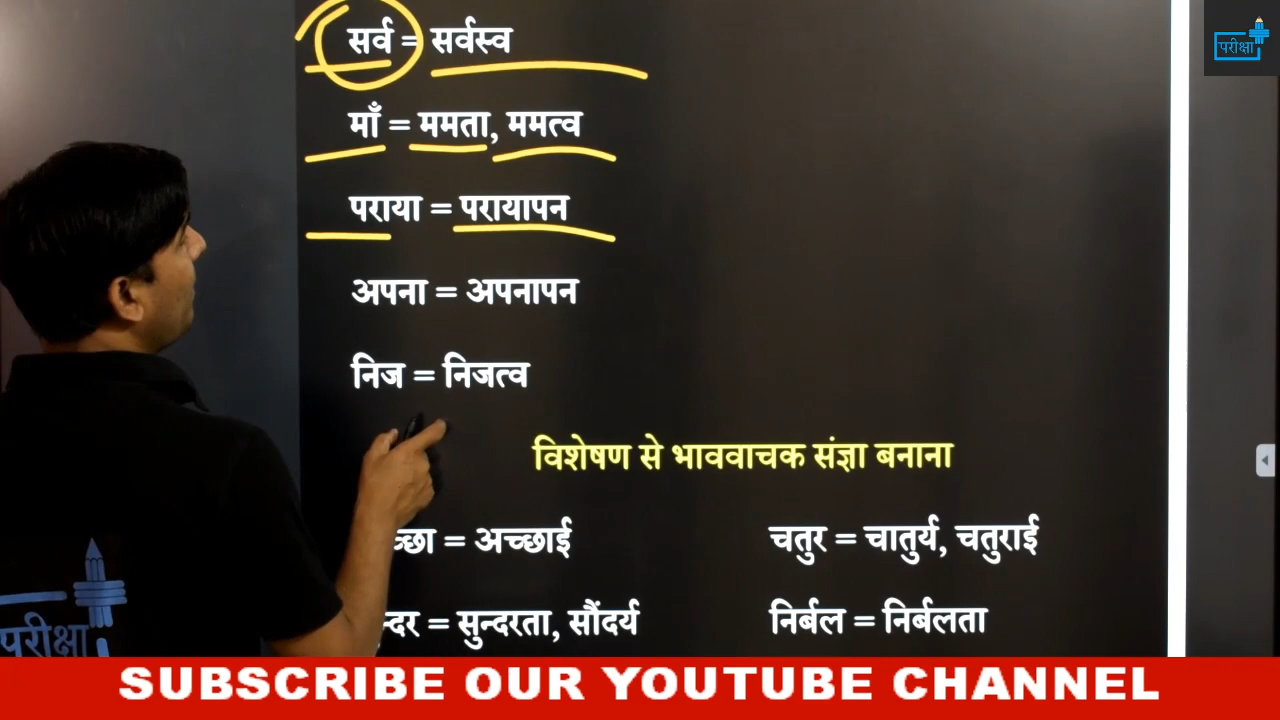 परीक्षा
सर्व = सर्वस्व
माँ = ममता, ममत्व
पराया = परायापन
अपना = अपनापन
निज = निजत्व
विशेषण से भाववाचक संज्ञा बनाना
च्छा = अच्छाई चतुर = चातुर्य, चतुराई
न्दर = सुन्दरता, सौंदर्य निर्बल = निर्बलता
परीक्षा
SUBSCRIBE OUR YOUTUBE CHANNEL